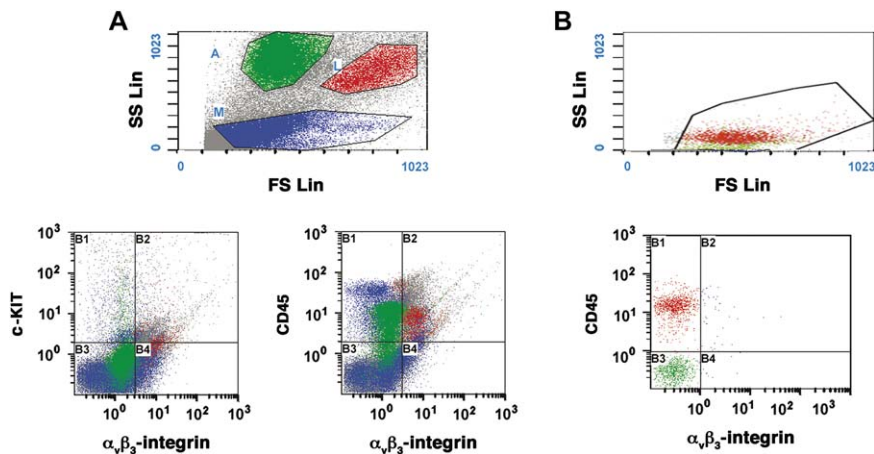 A
B
1023
SS Lin
0
A
L
M
0
1023
FS Lin
1023
SS Lin
0
0
1023
FS Lin
c-KIT
10³
10²
10¹
10⁰
B1
B2
B3
B4
10⁰
10¹
10²
10³
αᵥβ₃-integrin
CD45
10³
10²
10¹
10⁰
B1
B2
B3
B4
10⁰
10¹
10²
10³
αᵥβ₃-integrin
CD45
10³
10²
10¹
10⁰
B1
B2
B3
B4
10⁰
10¹
10²
10³
αᵥβ₃-integrin